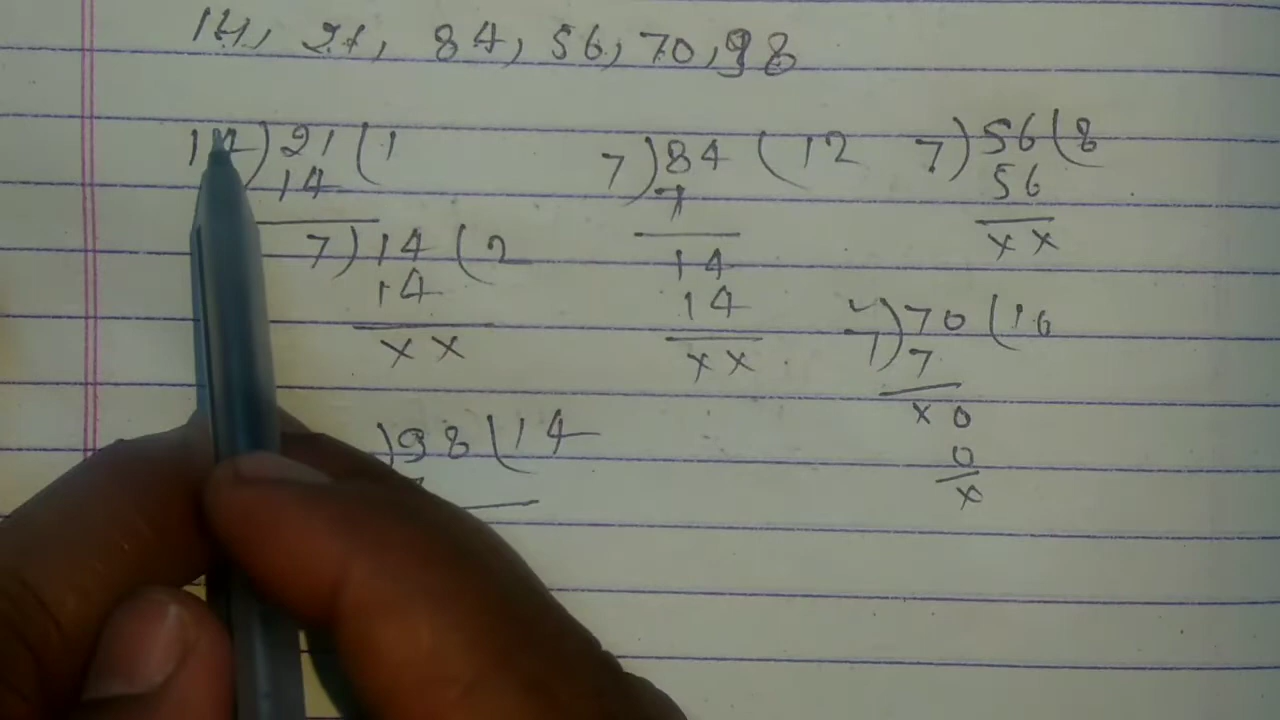 14, 21, 84, 56, 70, 98
14) 21 (1
14
7) 14 (2
14
x x
7) 84 (12
7
14
14
x x
7) 56 (8
56
x x
7) 70 (10
7
x 0
0
x
) 98 (14